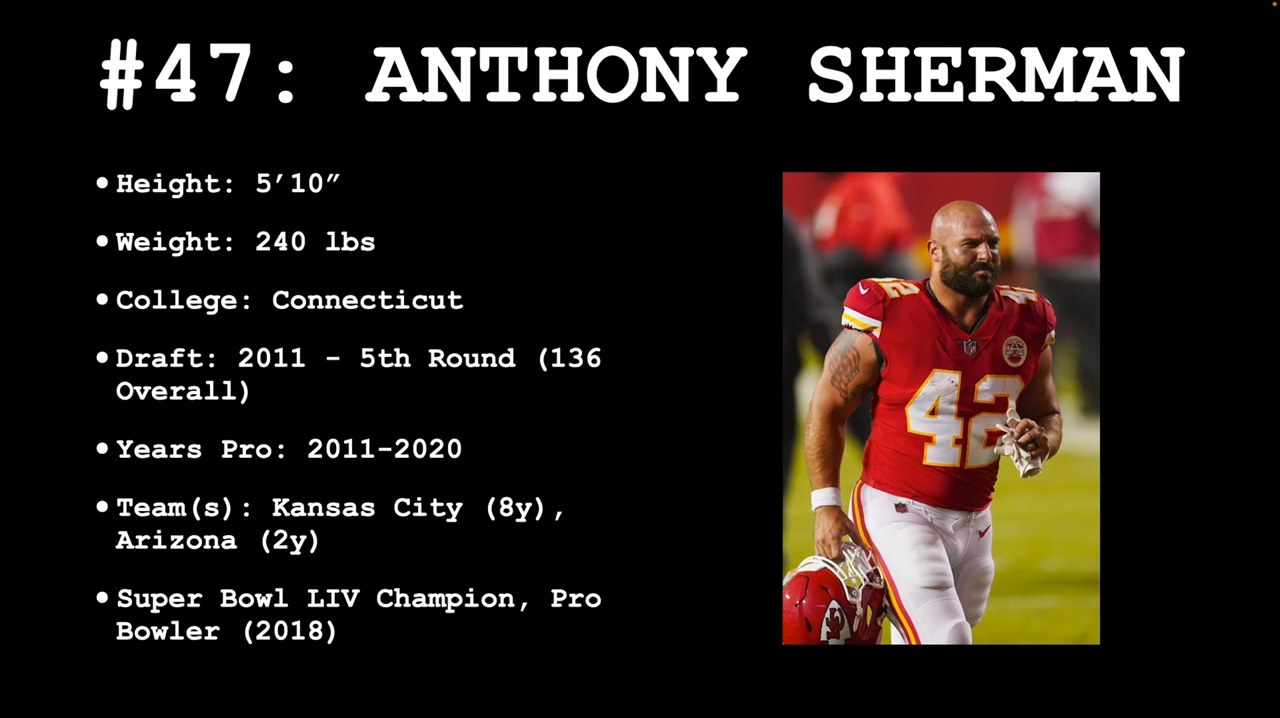 #47: ANTHONY SHERMAN
•Height: 5’10”
•Weight: 240 lbs
•College: Connecticut
•Draft: 2011 - 5th Round (136
Overall)
•Years Pro: 2011-2020
•Team(s): Kansas City (8y),
Arizona (2y)
•Super Bowl LIV Champion, Pro
Bowler (2018)
42
42
KC